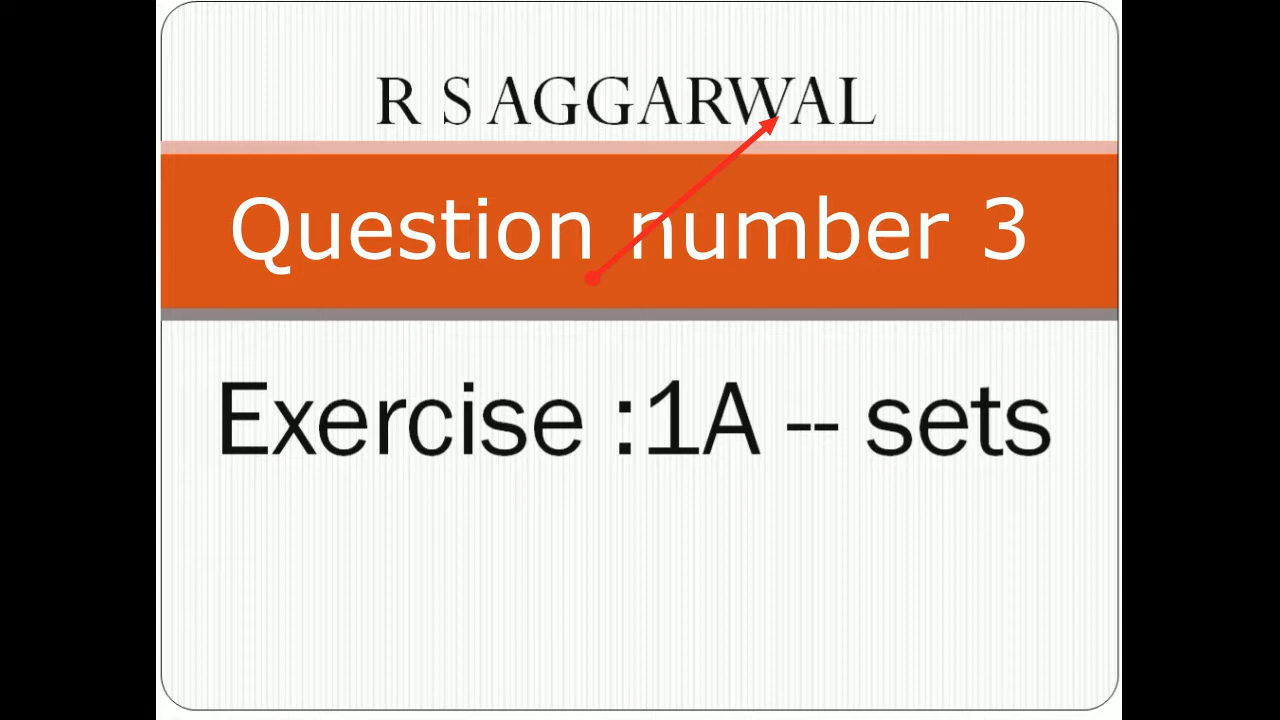 R S AGGARWAL
Question number 3
Exercise :1A -- sets